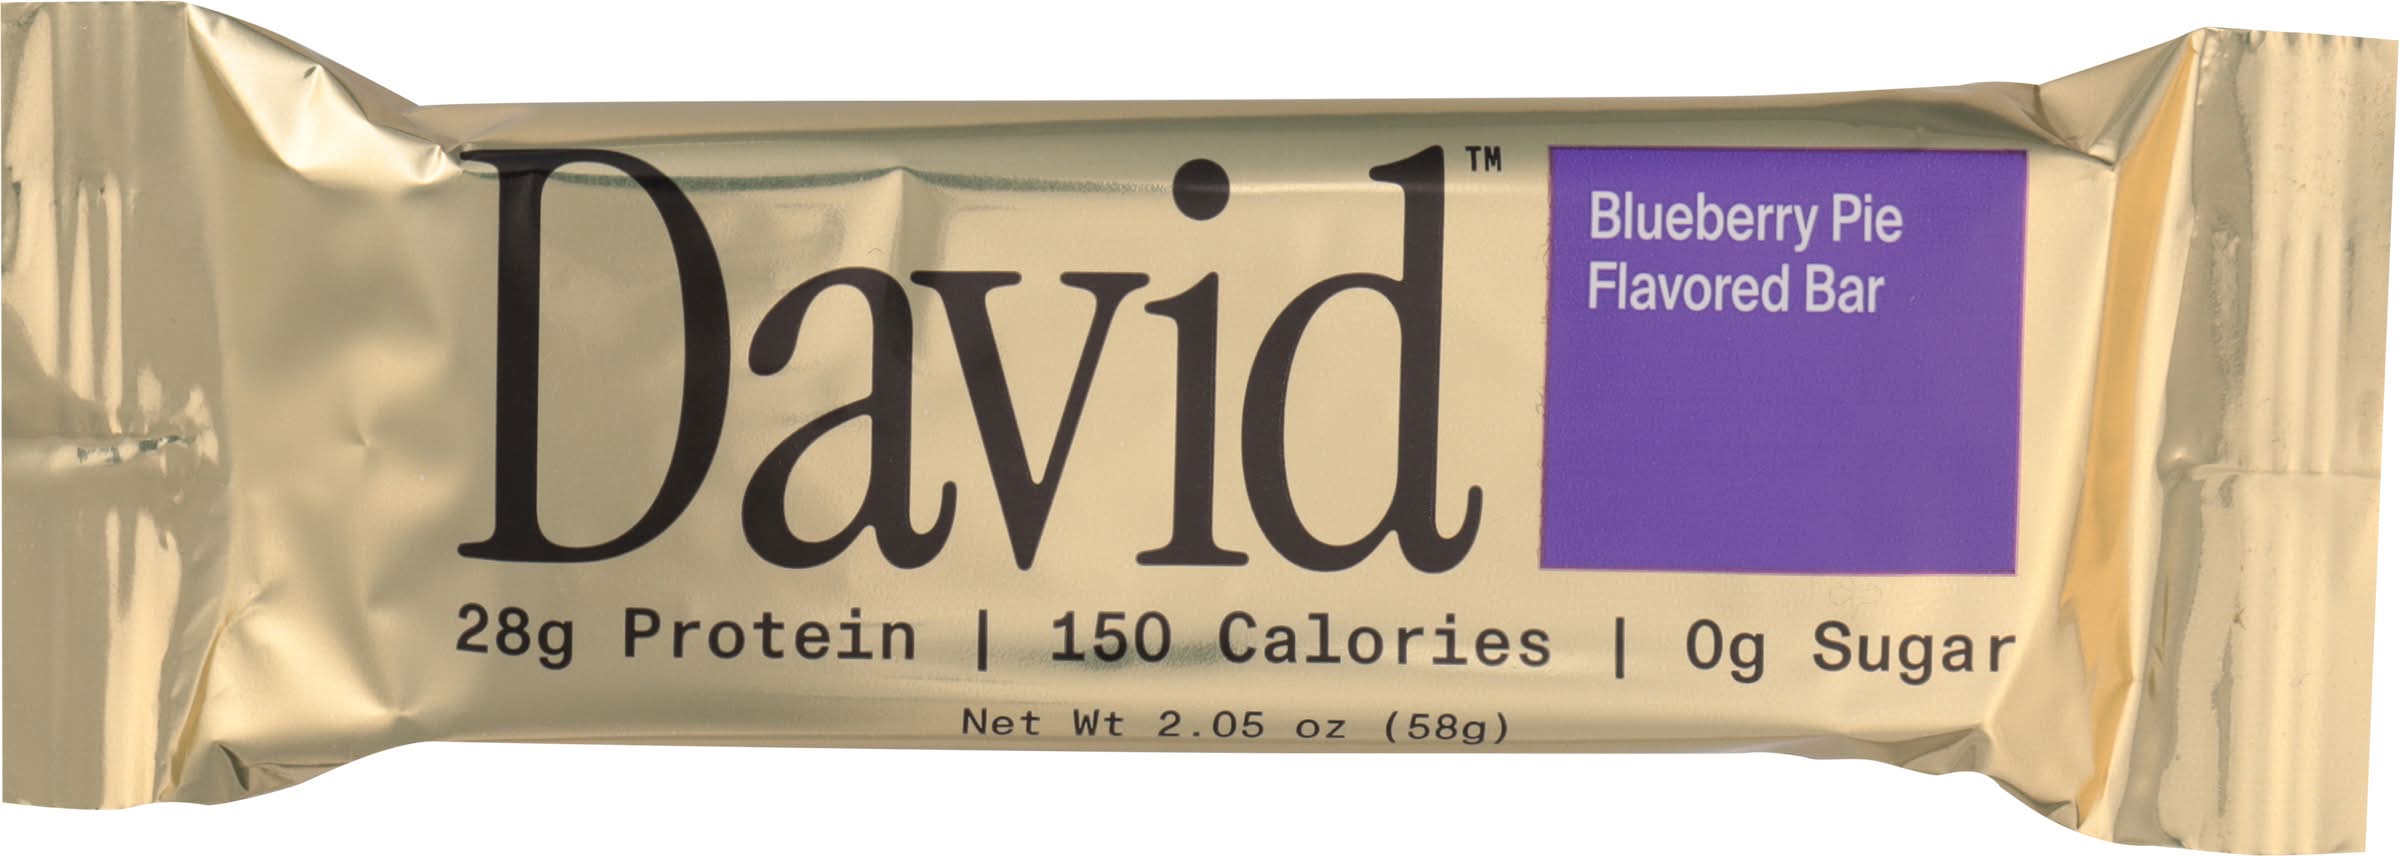 David™
Blueberry Pie
Flavored Bar
28g Protein | 150 Calories | 0g Sugar
Net Wt 2.05 oz (58g)